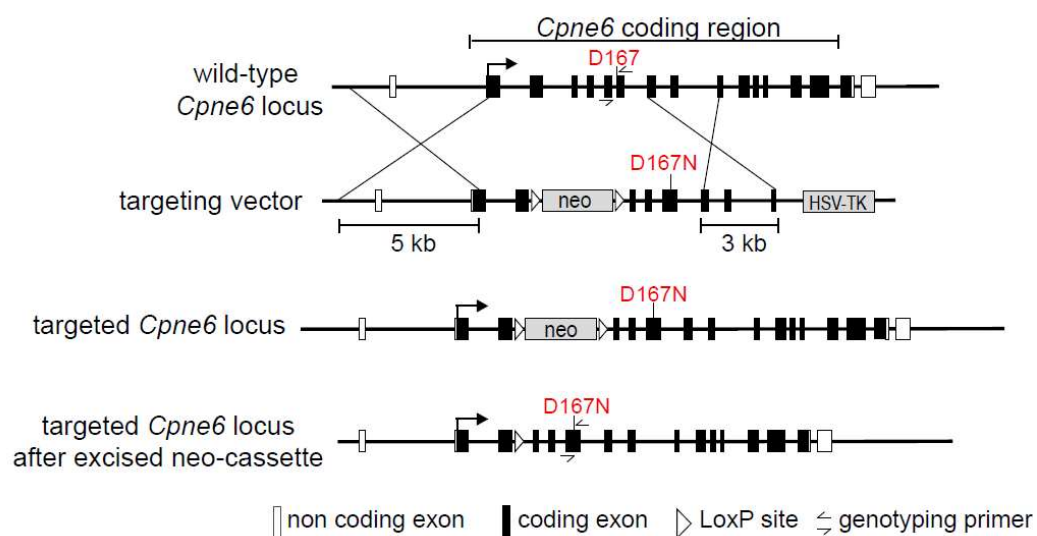 Cpne6 coding region
D167
wild-type
Cpne6 locus
D167N
targeting vector
neo
HSV-TK
5 kb
3 kb
D167N
targeted Cpne6 locus
neo
D167N
targeted Cpne6 locus
after excised neo-cassette
non coding exon
coding exon
LoxP site
genotyping primer